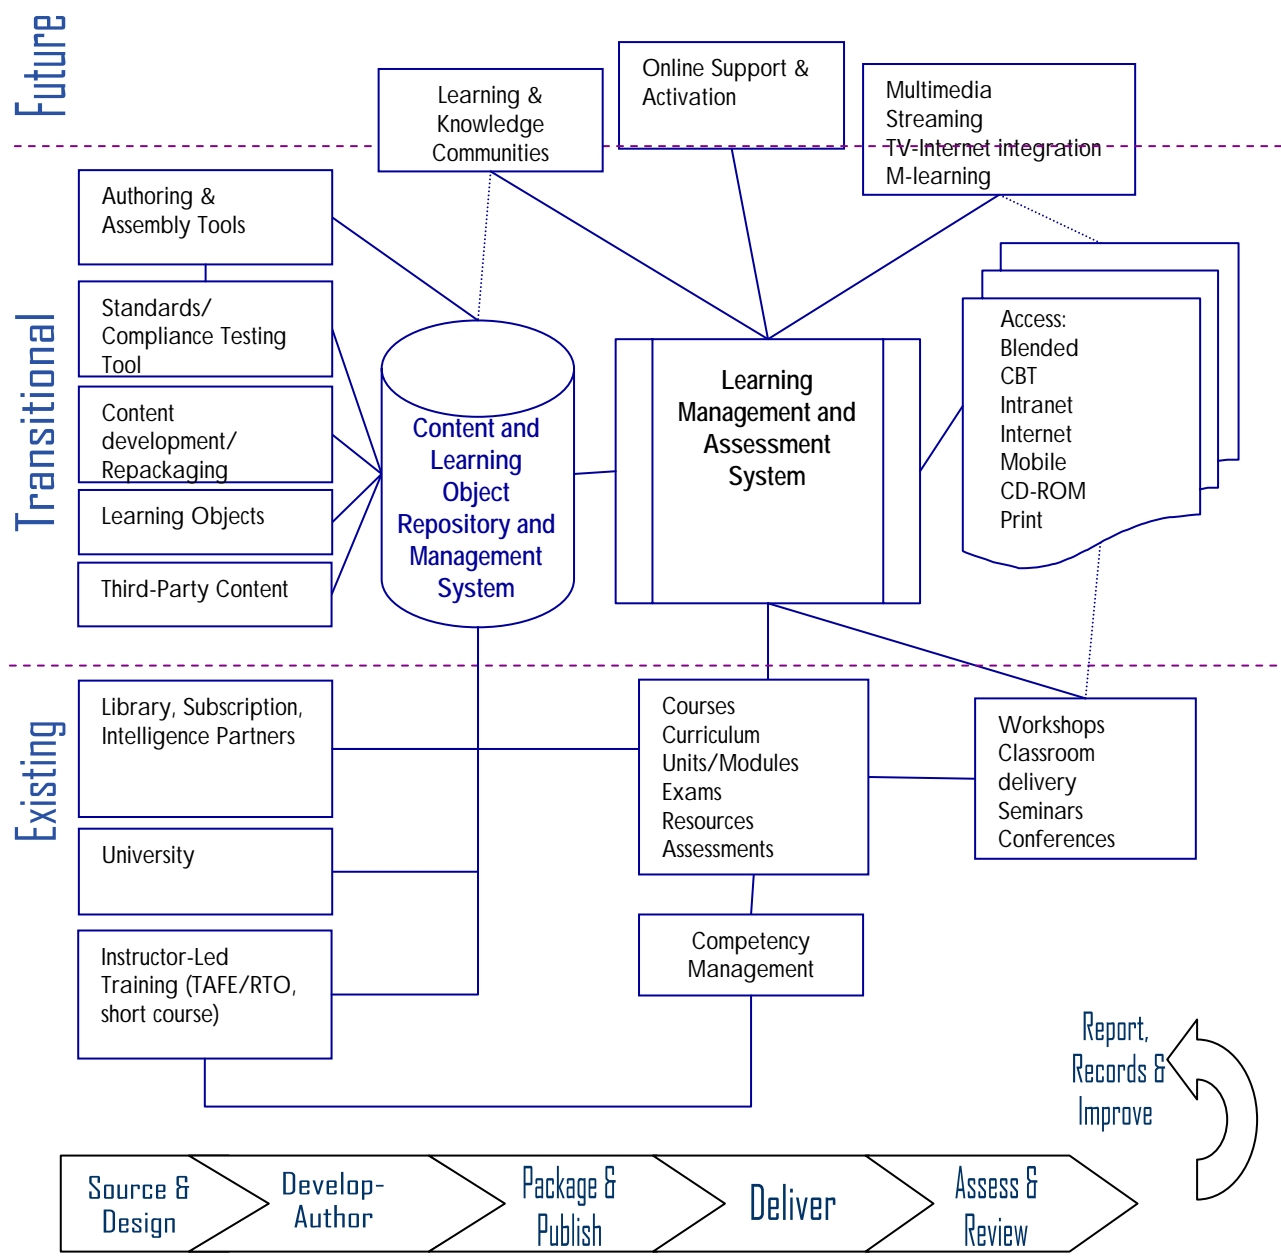 Future
Learning &
Knowledge
Communities
Online Support &
Activation
Multimedia
Streaming
TV-Internet integration
M-learning
Transitional
Authoring &
Assembly Tools
Standards/
Compliance Testing
Tool
Content
development/
Repackaging
Learning Objects
Third-Party Content
Content and
Learning
Object
Repository and
Management
System
Learning
Management and
Assessment
System
Access:
Blended
CBT
Intranet
Internet
Mobile
CD-ROM
Print
Existing
Library, Subscription,
Intelligence Partners
University
Instructor-Led
Training (TAFE/RTO,
short course)
Courses
Curriculum
Units/Modules
Exams
Resources
Assessments
Workshops
Classroom
delivery
Seminars
Conferences
Competency
Management
Report,
Records &
Improve
Source &
Design
Develop-
Author
Package &
Publish
Deliver
Assess &
Review